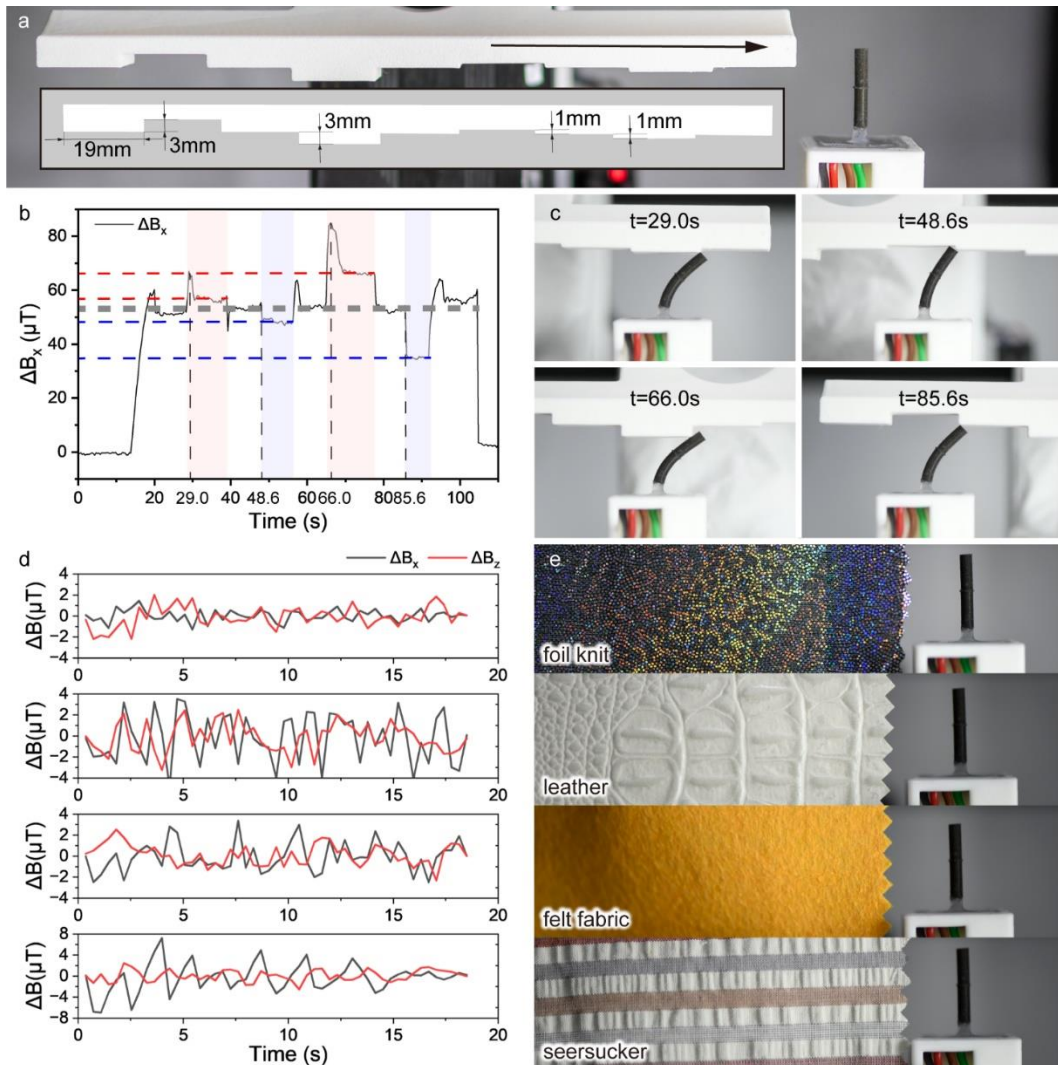 a
3mm
1mm
1mm
19mm
3mm
b
ΔBₓ
80
60
40
20
0
ΔBₓ (μT)
0
20
29.0
40
48.6
60
66.0
80
85.6
100
Time (s)
c
t=29.0s
t=48.6s
t=66.0s
t=85.6s
d
ΔBₓ
ΔB_z
4
2
0
−2
−4
ΔB(μT)
0
5
10
15
20
4
2
0
−2
−4
ΔB(μT)
0
5
10
15
20
4
2
0
−2
−4
ΔB(μT)
0
5
10
15
20
8
4
0
−4
−8
ΔB(μT)
0
5
10
15
20
Time (s)
e
foil knit
leather
felt fabric
seersucker